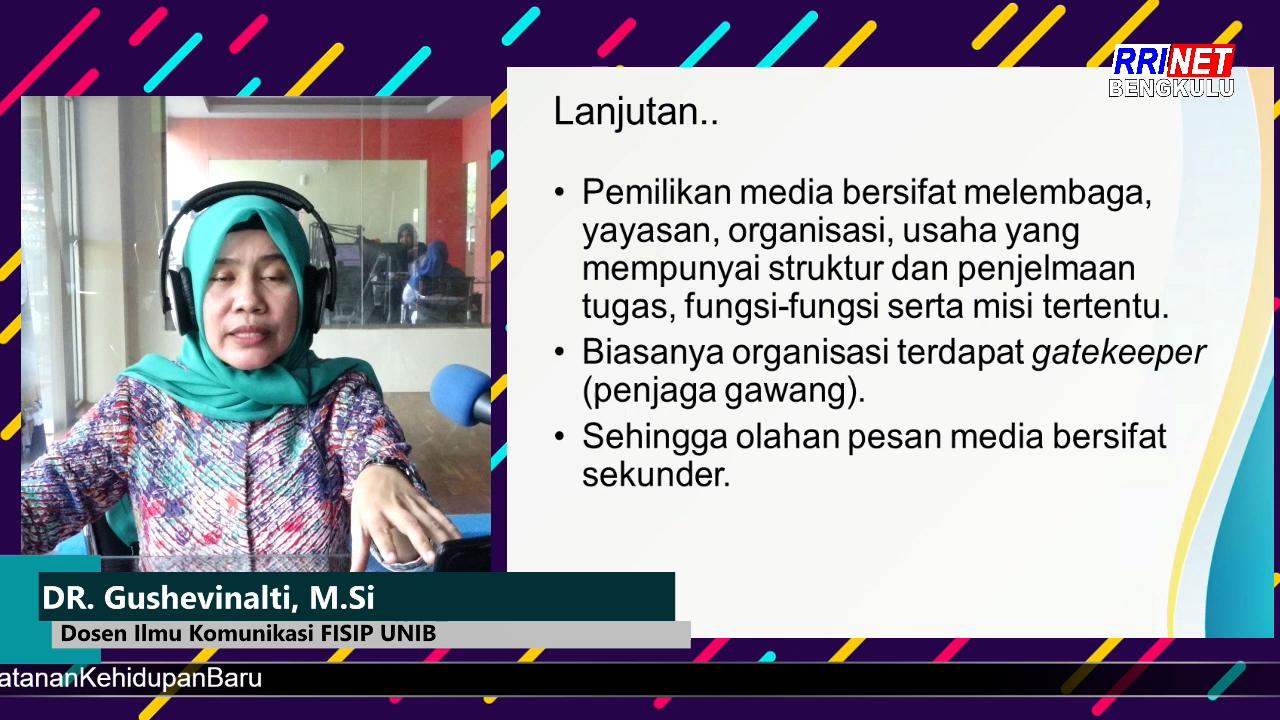 RRINET
BENGKULU
Lanjutan..
• Pemilikan media bersifat melembaga,
yayasan, organisasi, usaha yang
mempunyai struktur dan penjelmaan
tugas, fungsi-fungsi serta misi tertentu.
• Biasanya organisasi terdapat gatekeeper
(penjaga gawang).
• Sehingga olahan pesan media bersifat
sekunder.
DR. Gushevinalti, M.Si
Dosen Ilmu Komunikasi FISIP UNIB
atananKehidupanBaru